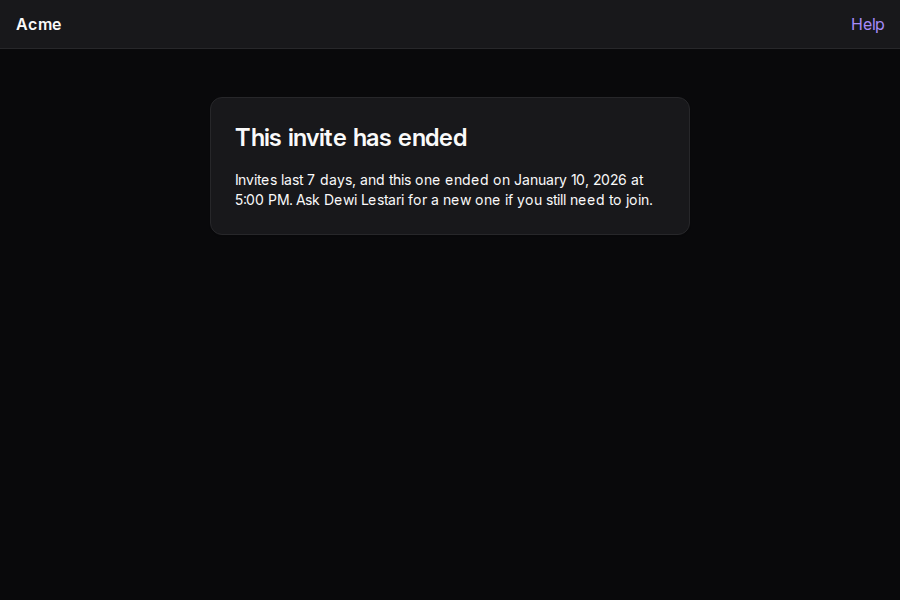 Acme
Help
This invite has ended
Invites last 7 days, and this one ended on January 10, 2026 at
5:00 PM. Ask Dewi Lestari for a new one if you still need to join.